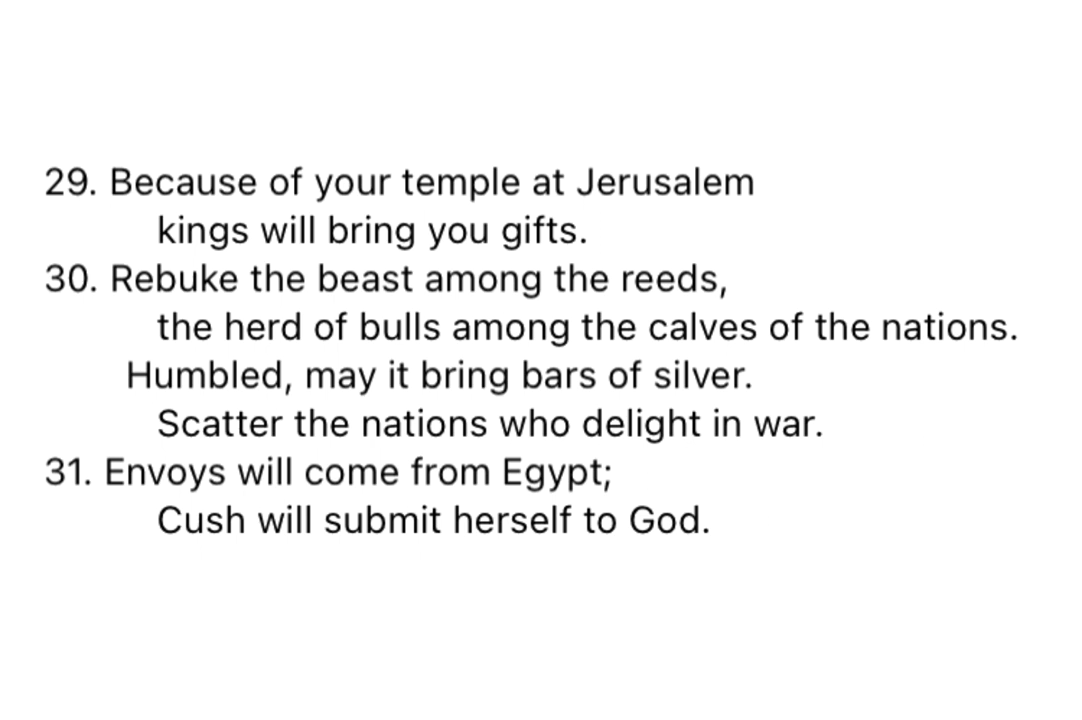 29. Because of your temple at Jerusalem
kings will bring you gifts.
30. Rebuke the beast among the reeds,
the herd of bulls among the calves of the nations.
Humbled, may it bring bars of silver.
Scatter the nations who delight in war.
31. Envoys will come from Egypt;
Cush will submit herself to God.